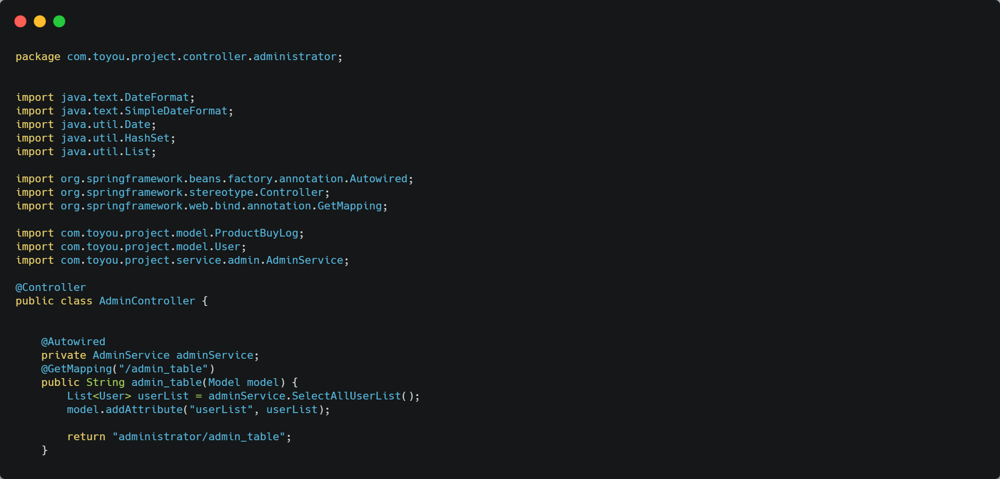 package com.toyou.project.controller.administrator;
import java.text.DateFormat;
import java.text.SimpleDateFormat;
import java.util.Date;
import java.util.HashSet;
import java.util.List;
import org.springframework.beans.factory.annotation.Autowired;
import org.springframework.stereotype.Controller;
import org.springframework.web.bind.annotation.GetMapping;
import com.toyou.project.model.ProductBuyLog;
import com.toyou.project.model.User;
import com.toyou.project.service.admin.AdminService;
@Controller
public class AdminController {
    @Autowired
    private AdminService adminService;
    @GetMapping("/admin_table")
    public String admin_table(Model model) {
        List<User> userList = adminService.SelectAllUserList();
        model.addAttribute("userList", userList);
        return "administrator/admin_table";
    }